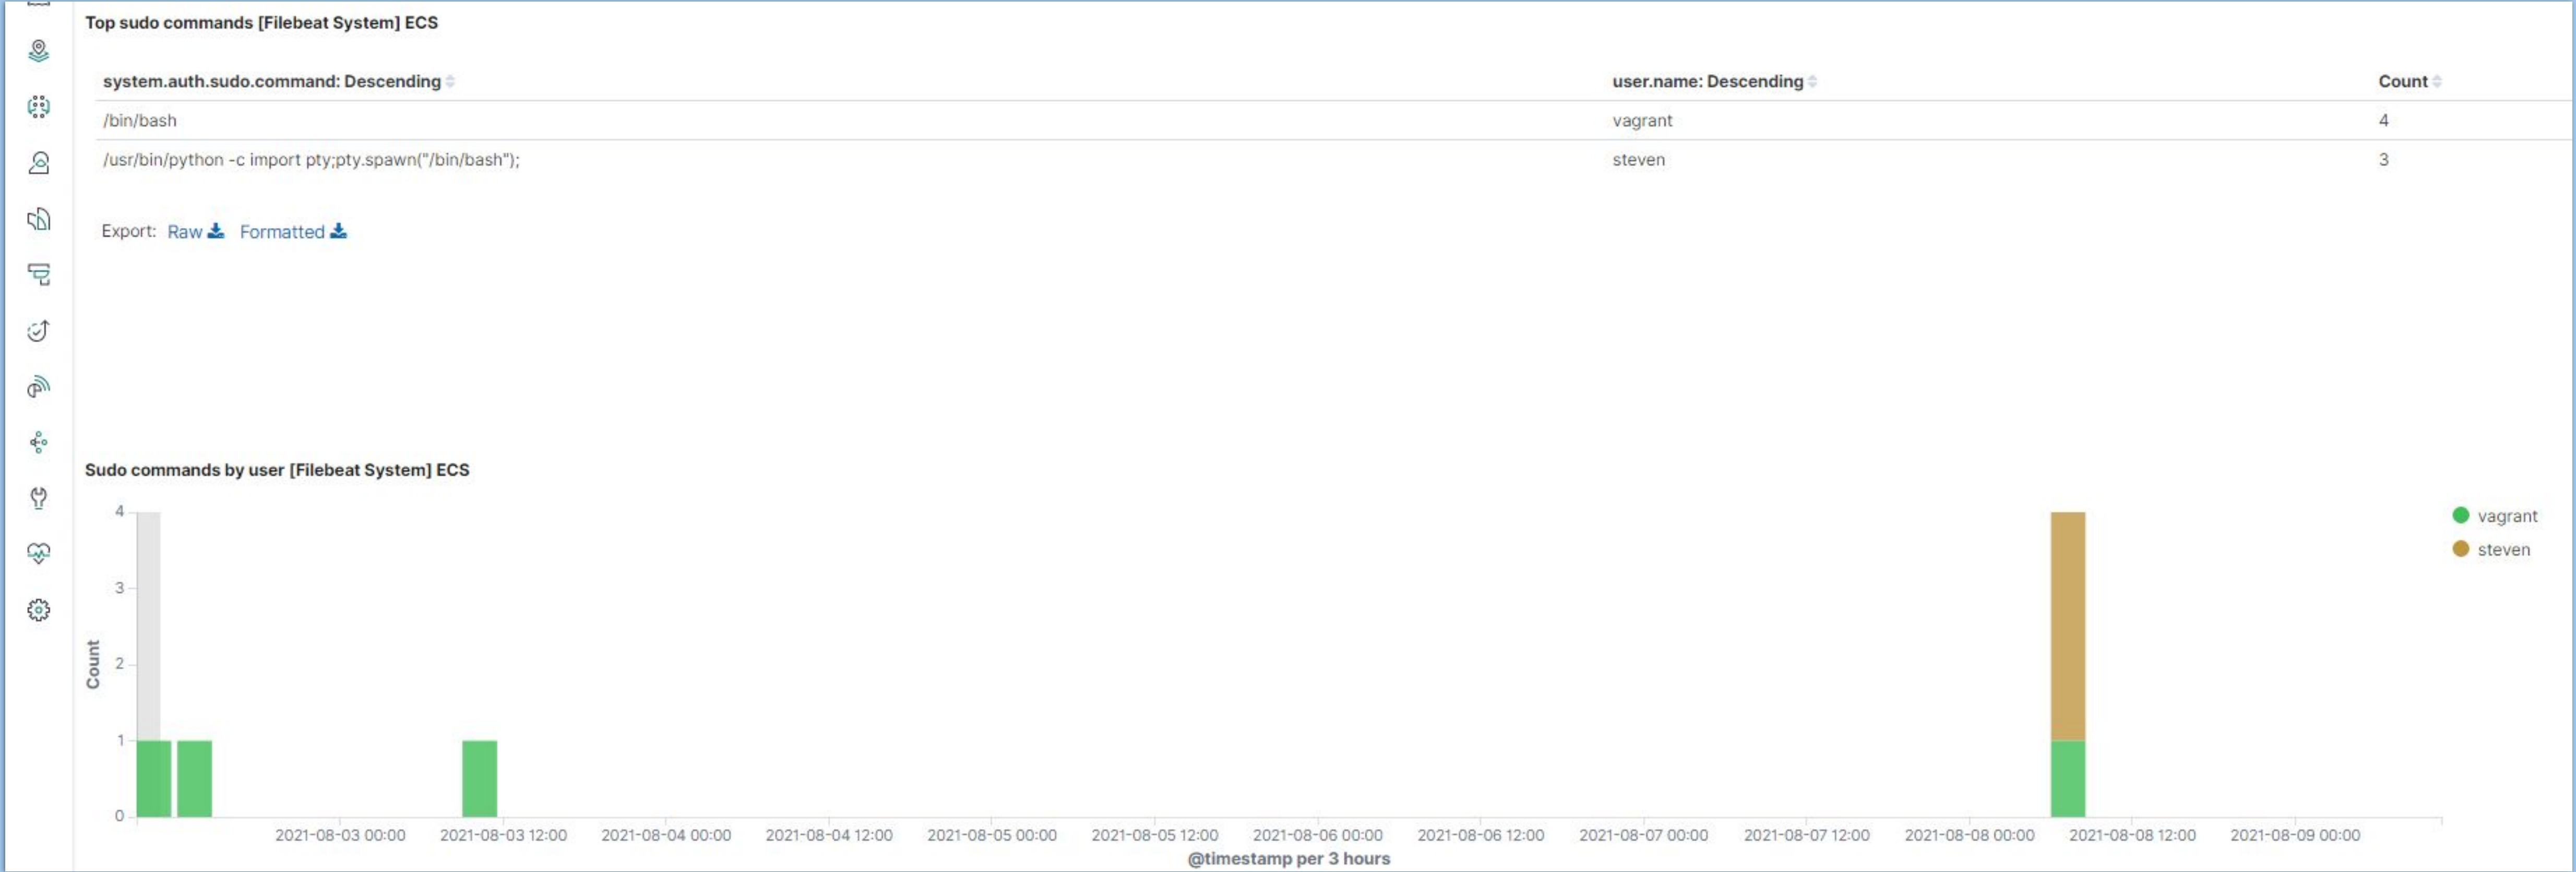 Top sudo commands [Filebeat System] ECS
system.auth.sudo.command: Descending user.name: Descending Count
/bin/bash vagrant 4
/usr/bin/python -c import pty;pty.spawn("/bin/bash"); steven 3
Export: Raw Formatted
Sudo commands by user [Filebeat System] ECS
4
3
2
1
0
Count
vagrant
steven
2021-08-03 00:00 2021-08-03 12:00 2021-08-04 00:00 2021-08-04 12:00 2021-08-05 00:00 2021-08-05 12:00 2021-08-06 00:00 2021-08-06 12:00 2021-08-07 00:00 2021-08-07 12:00 2021-08-08 00:00 2021-08-08 12:00 2021-08-09 00:00
@timestamp per 3 hours